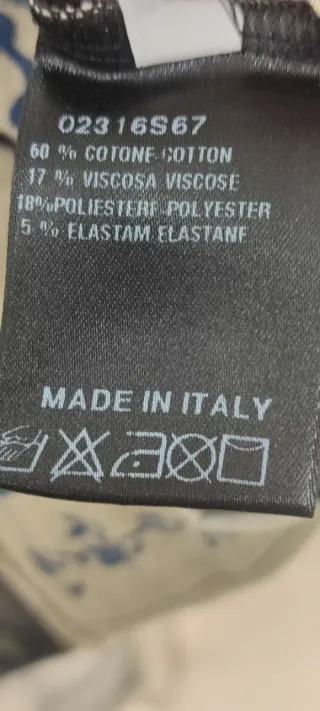 02316S67
60 % COTONE COTTON
17 % VISCOSA VISCOSE
18%POLIESTERE POLYESTER
5 % ELASTAM ELASTANE
MADE IN ITALY